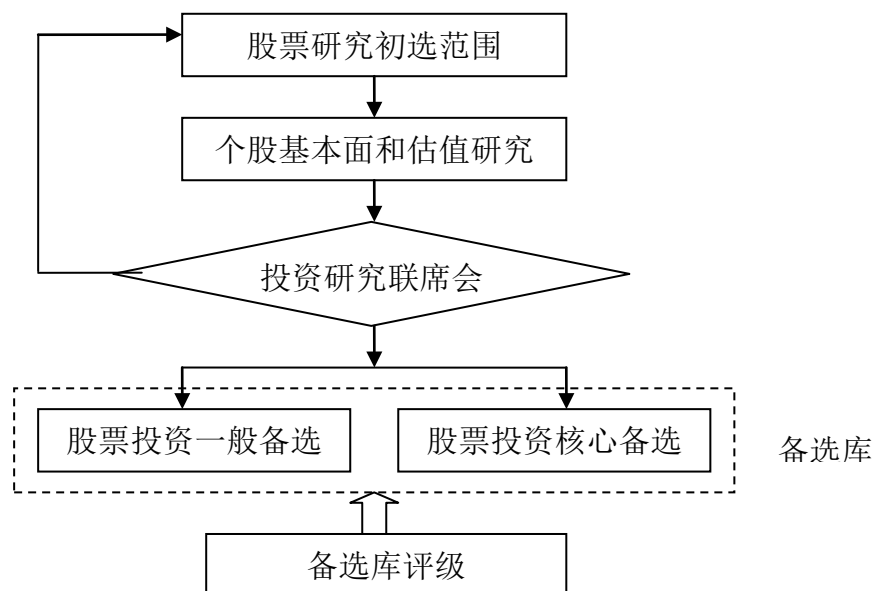 股票研究初选范围
个股基本面和估值研究
投资研究联席会
股票投资一般备选
股票投资核心备选
备选库
备选库评级